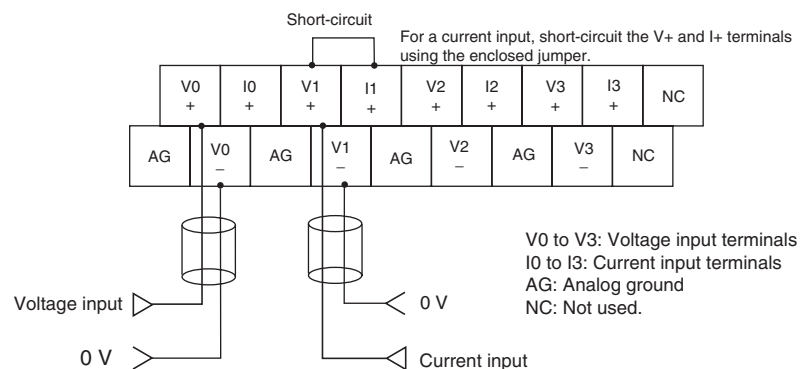 Short-circuit
For a current input, short-circuit the V+ and I+ terminals
using the enclosed jumper.
V0 I0 V1 I1 V2 I2 V3 I3 NC
+ + + + + + + +
AG V0 AG V1 AG V2 AG V3 NC
– – – –
V0 to V3: Voltage input terminals
I0 to I3: Current input terminals
AG: Analog ground
NC: Not used.
Voltage input
0 V
0 V
Current input